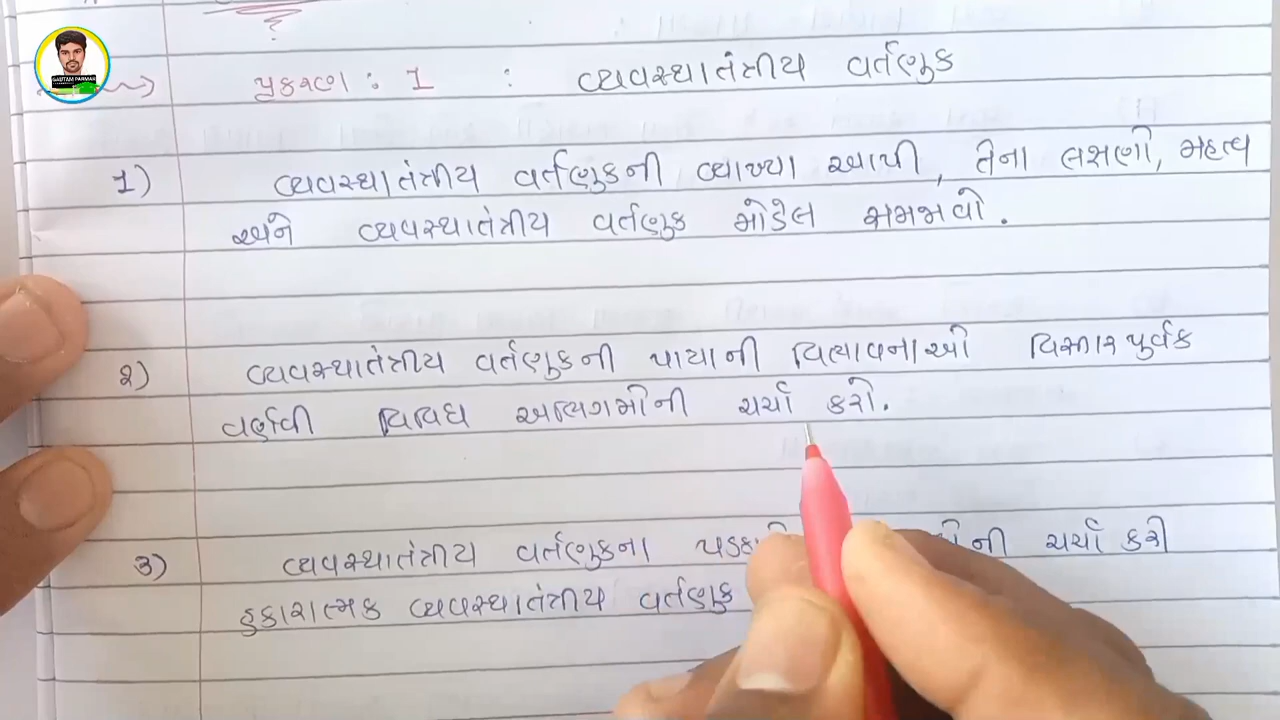 GAUTAM PARMAR
પ્રકરણ : 1 : વ્યવસ્થાતંત્રીય વર્તણુક
1) વ્યવસ્થાતંત્રીય વર્તણુકની વ્યાખ્યા આપી, તેના લક્ષણો, મહત્વ
અને વ્યવસ્થાતંત્રીય વર્તણુક મોડેલ સમજાવો.
2) વ્યવસ્થાતંત્રીય વર્તણુકની પાયાની વિભાવનાઓ વિસ્તારપુર્વક
વર્ણવી વિવિધ અભિગમોની ચર્ચા કરો.
3) વ્યવસ્થાતંત્રીય વર્તણુકના ચર્ચા કરી
હકારાત્મક વ્યવસ્થાતંત્રીય વર્તણુક